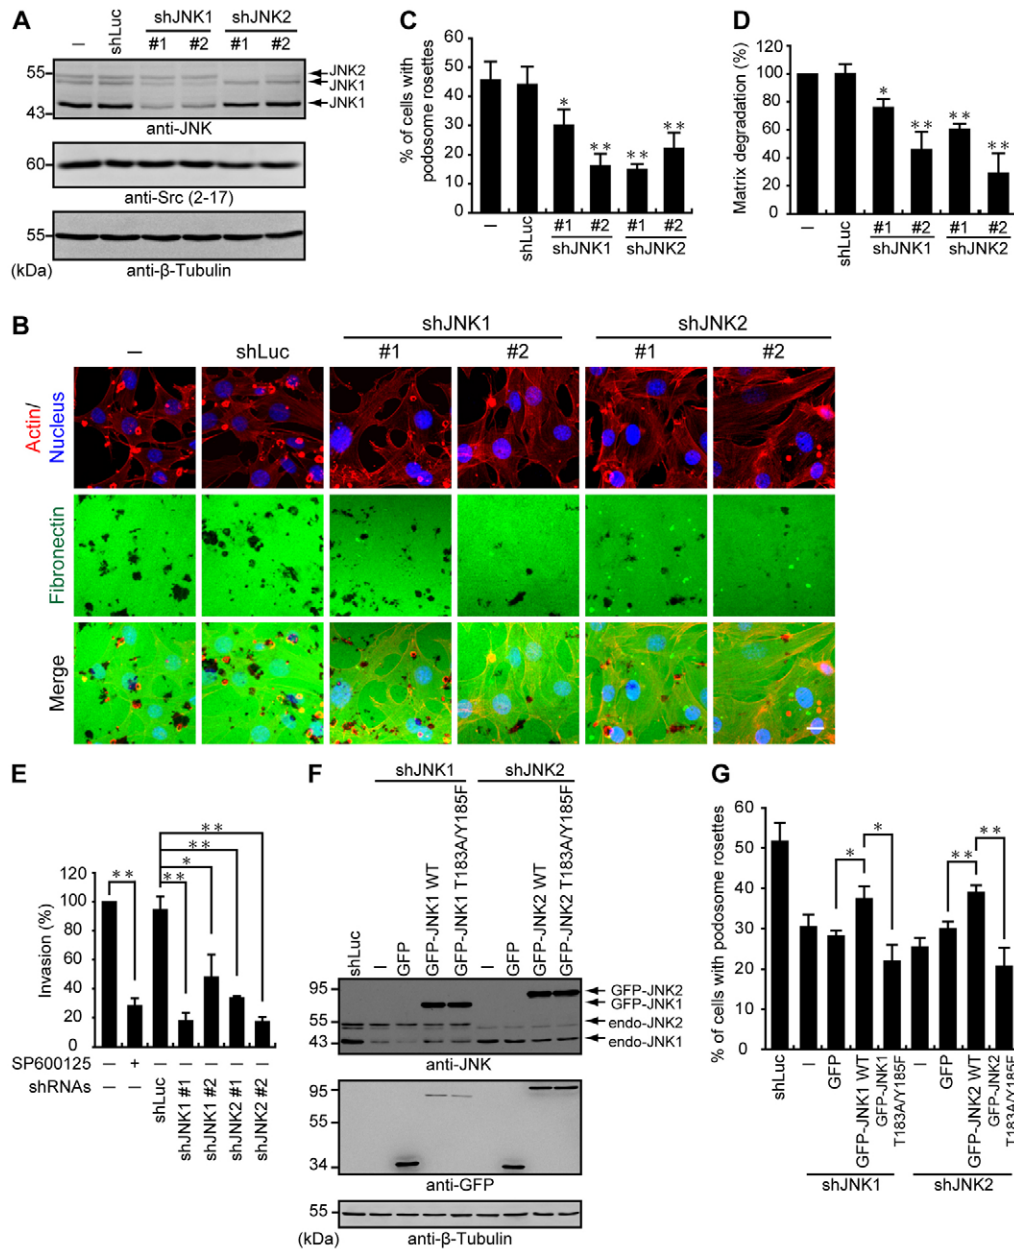 A
shJNK1 shJNK2
– shLuc #1 #2 #1 #2
55 JNK2
JNK1
43 JNK1
anti-JNK
60
anti-Src (2-17)
55
(kDa) anti-β-Tubulin
C
% of cells with podosome rosettes
60
50
40
30
20
10
0
* ** ** **
– shLuc #1 #2 #1 #2
shJNK1 shJNK2
D
Matrix degradation (%)
120
100
80
60
40
20
0
* ** ** **
– shLuc #1 #2 #1 #2
shJNK1 shJNK2
B
shJNK1 shJNK2
– shLuc #1 #2 #1 #2
Actin/
Nucleus
Fibronectin
Merge
E
Invasion (%)
120
100
80
60
40
20
0
** ** * ** **
SP600125 – + – – – – –
shRNAs – – shLuc shJNK1 #1 shJNK1 #2 shJNK2 #1 shJNK2 #2
F
shJNK1 shJNK2
shLuc – GFP GFP-JNK1 WT GFP-JNK1 T183A/Y185F – GFP GFP-JNK2 WT GFP-JNK2 T183A/Y185F
95 GFP-JNK2
GFP-JNK1
55 endo-JNK2
43 endo-JNK1
anti-JNK
95
55
34
anti-GFP
55
(kDa) anti-β-Tubulin
G
% of cells with podosome rosettes
60
50
40
30
20
10
0
* * ** **
shLuc – GFP GFP-JNK1 WT GFP-JNK1 T183A/Y185F – GFP GFP-JNK2 WT GFP-JNK2 T183A/Y185F
shJNK1 shJNK2